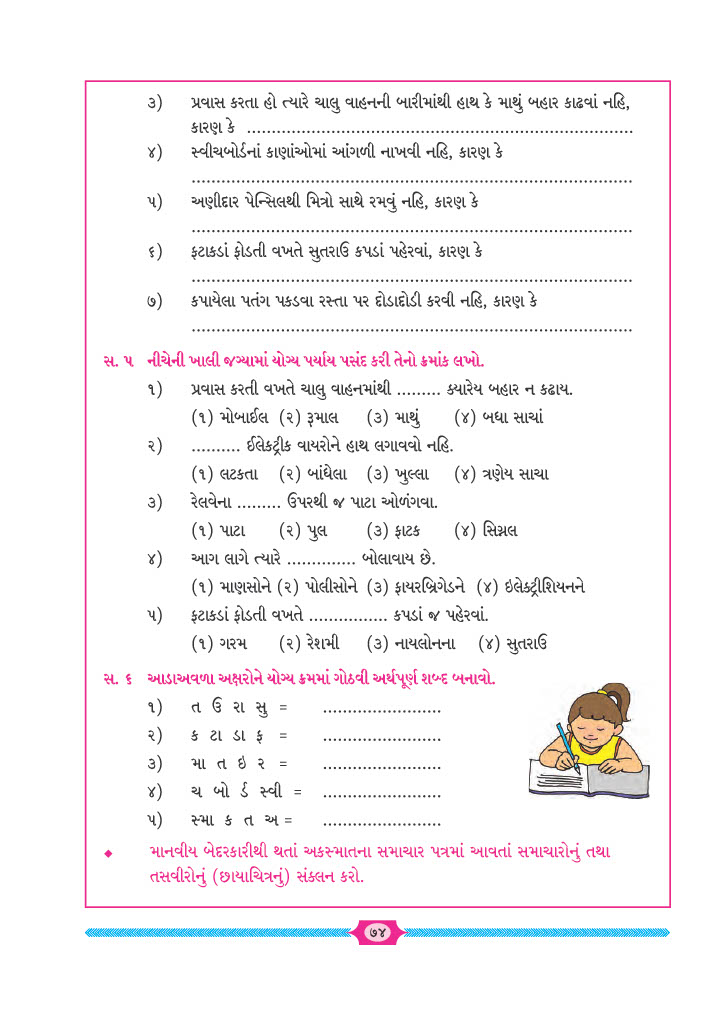 ૩) પ્રવાસ કરતા હો ત્યારે ચાલુ વાહનની બારીમાંથી હાથ કે માથું બહાર કાઢવાં નહિ,
કારણ કે ..............................................................................
૪) સ્વીચબોર્ડનાં કાણાંઓમાં આંગળી નાખવી નહિ, કારણ કે
.........................................................................................
૫) અણીદાર પેન્સિલથી મિત્રો સાથે રમવું નહિ, કારણ કે
.........................................................................................
૬) ફટાકડાં ફોડતી વખતે સુતરાઉ કપડાં પહેરવાં, કારણ કે
.........................................................................................
૭) કપાયેલા પતંગ પકડવા રસ્તા પર દોડાદોડી કરવી નહિ, કારણ કે
.........................................................................................
સ. ૫ નીચેની ખાલી જગ્યામાં યોગ્ય પર્યાય પસંદ કરી તેનો ક્રમાંક લખો.
૧) પ્રવાસ કરતી વખતે ચાલુ વાહનમાંથી ......... ક્યારેય બહાર ન કઢાય.
(૧) મોબાઈલ (૨) રૂમાલ (૩) માથું (૪) બધા સાચાં
૨) .......... ઈલેકટ્રીક વાયરોને હાથ લગાવવો નહિ.
(૧) લટકતા (૨) બાંધેલા (૩) ખુલ્લા (૪) ત્રણેય સાચા
૩) રેલવેના ......... ઉપરથી જ પાટા ઓળંગવા.
(૧) પાટા (૨) પુલ (૩) ફાટક (૪) સિગ્નલ
૪) આગ લાગે ત્યારે .............. બોલાવાય છે.
(૧) માણસોને (૨) પોલીસોને (૩) ફાયરબ્રિગેડને (૪) ઇલેક્ટ્રીશિયનને
૫) ફટાકડાં ફોડતી વખતે ................ કપડાં જ પહેરવાં.
(૧) ગરમ (૨) રેશમી (૩) નાયલોનના (૪) સુતરાઉ
સ. ૬ આડાઅવળા અક્ષરોને યોગ્ય ક્રમમાં ગોઠવી અર્થપૂર્ણ શબ્દ બનાવો.
૧) ત ઉ રા સુ = ........................
૨) ક ટા ડા ફ = ........................
૩) મા ત ઇ ર = ........................
૪) ચ બો ર્ડ સ્વી = ........................
૫) સ્મા ક ત અ = ........................
◆ માનવીય બેદરકારીથી થતાં અકસ્માતના સમાચાર પત્રમાં આવતાં સમાચારોનું તથા
તસવીરોનું (છાયાચિત્રનું) સંકલન કરો.
૭૪